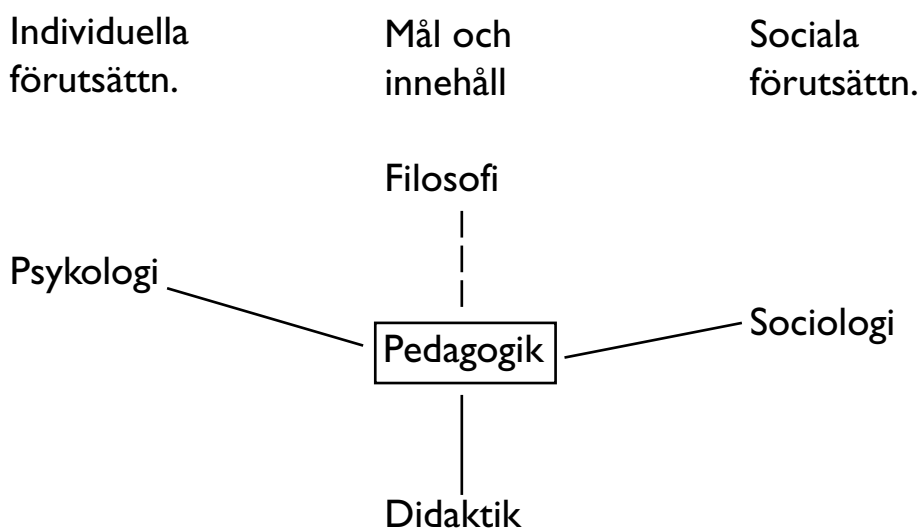 Individuella
förutsättn.
Mål och
innehåll
Sociala
förutsättn.
Filosofi
Psykologi
Sociologi
Pedagogik
Didaktik